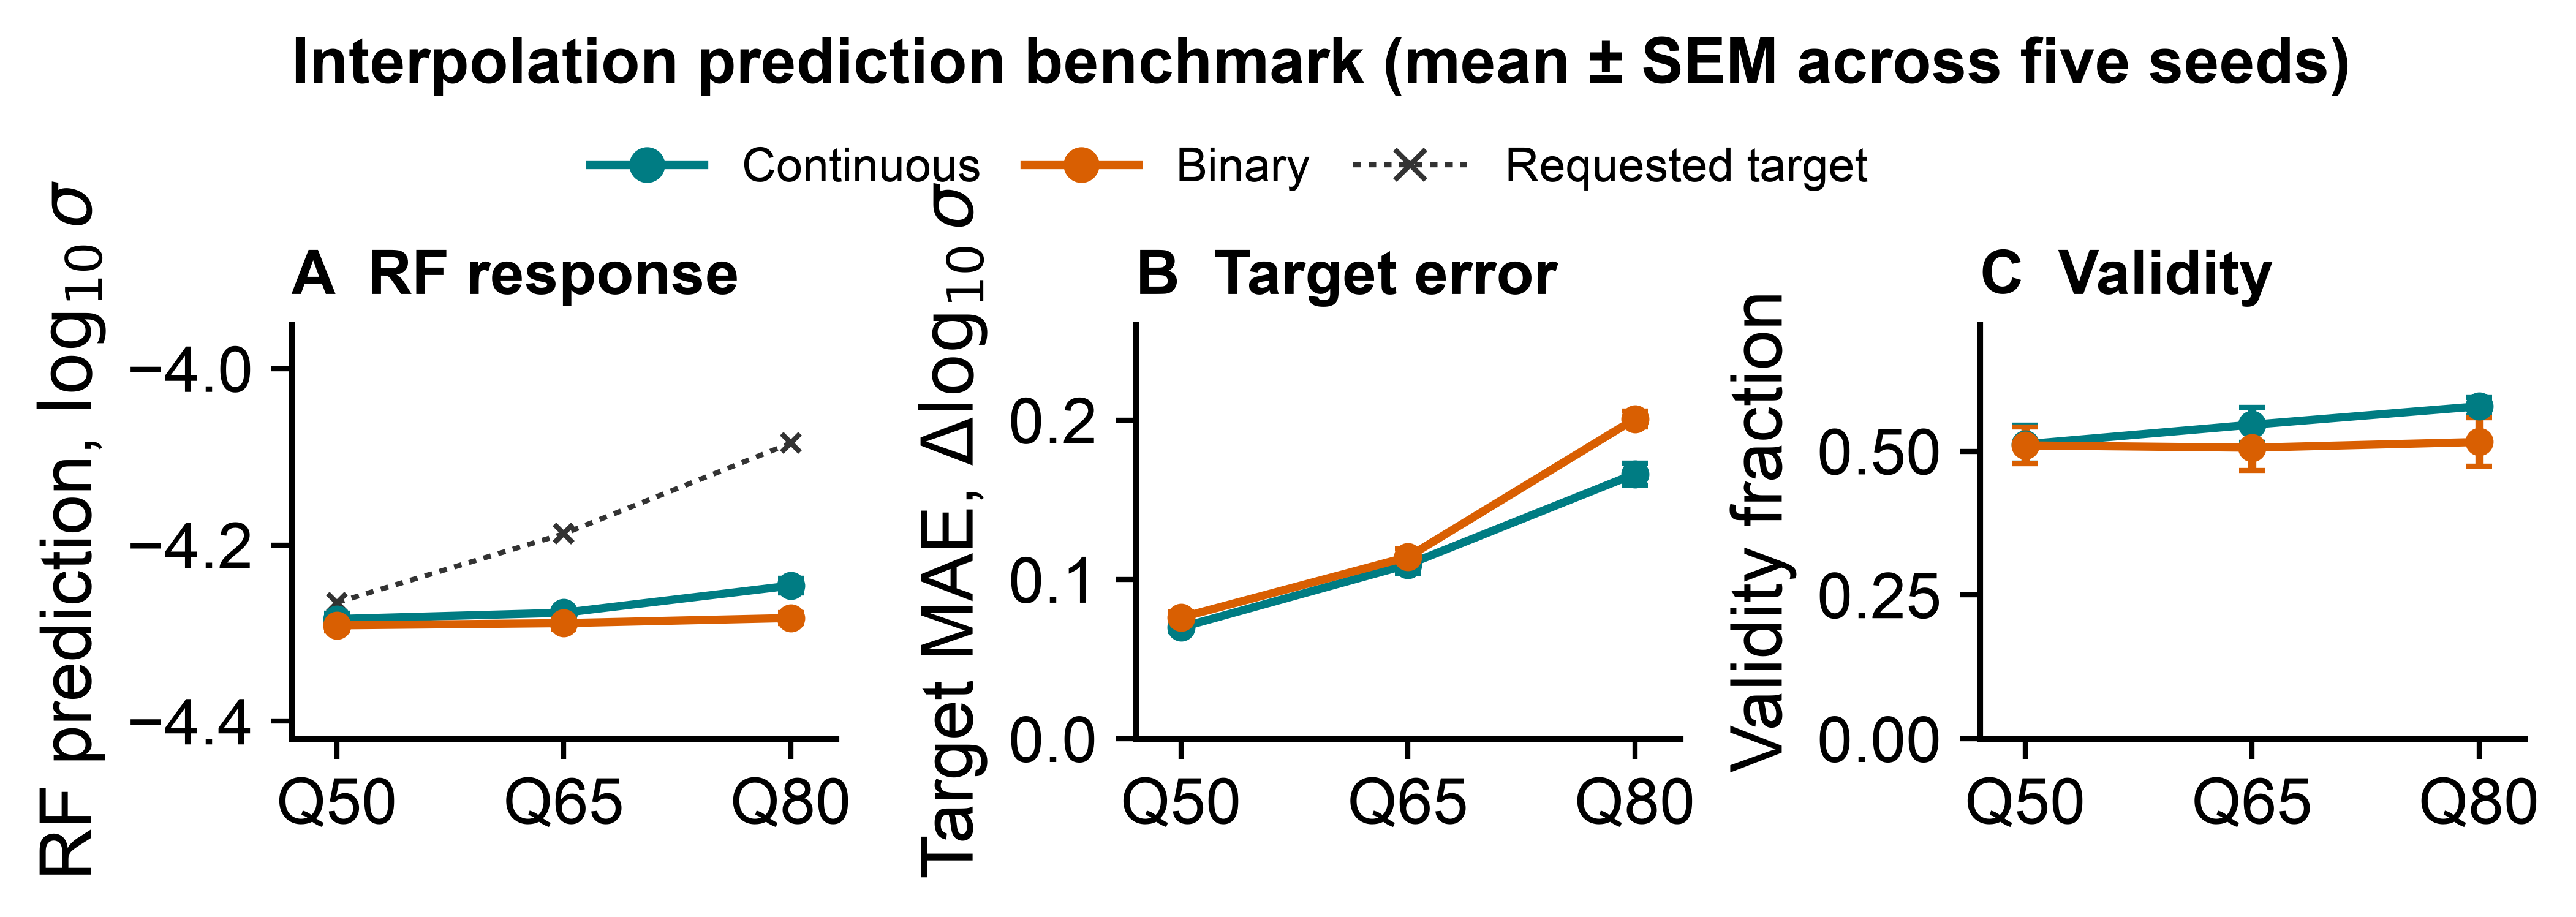 Interpolation prediction benchmark (mean ± SEM across five seeds)
Continuous
Binary
Requested target
A RF response
RF prediction, log₁₀ σ
−4.0
−4.2
−4.4
Q50
Q65
Q80
B Target error
Target MAE, Δlog₁₀ σ
0.2
0.1
0.0
Q50
Q65
Q80
C Validity
Validity fraction
0.50
0.25
0.00
Q50
Q65
Q80